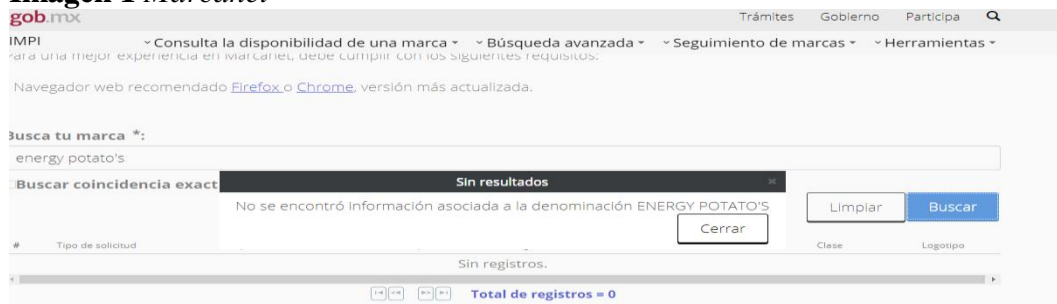 Imagen 1 Marcanet
gob.mx Trámites Gobierno Participa
IMPI Consulta la disponibilidad de una marca Búsqueda avanzada Seguimiento de marcas Herramientas
Para una mejor experiencia en Marcanet, debe cumplir con los siguientes requisitos:
Navegador web recomendado Firefox o Chrome, versión más actualizada.
Busca tu marca *:
energy potato's
Buscar coincidencia exact
Sin resultados
No se encontró información asociada a la denominación ENERGY POTATO'S
Cerrar
Limpiar Buscar
# Tipo de solicitud Clase Logotipo
Sin registros.
Total de registros = 0